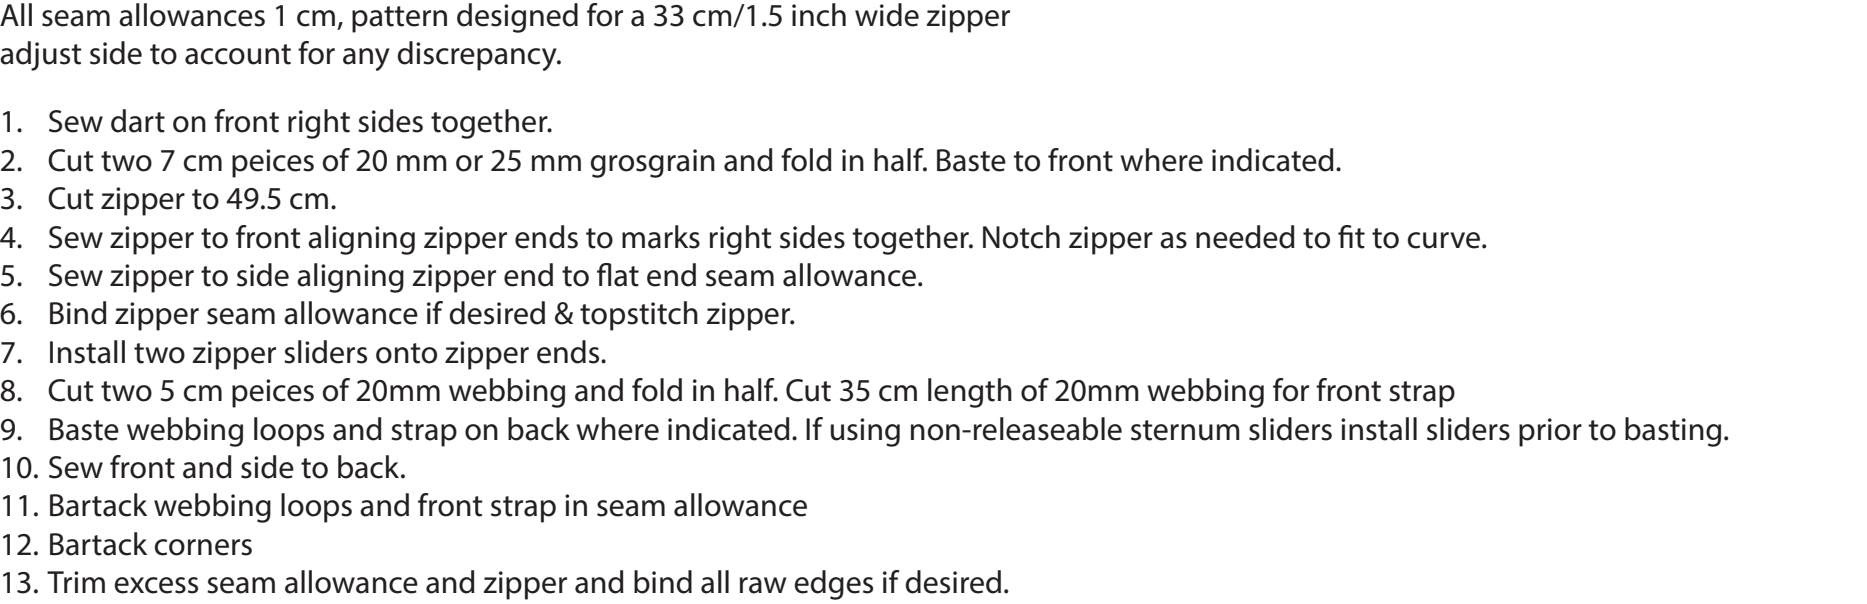 All seam allowances 1 cm, pattern designed for a 33 cm/1.5 inch wide zipper
adjust side to account for any discrepancy.
1. Sew dart on front right sides together.
2. Cut two 7 cm peices of 20 mm or 25 mm grosgrain and fold in half. Baste to front where indicated.
3. Cut zipper to 49.5 cm.
4. Sew zipper to front aligning zipper ends to marks right sides together. Notch zipper as needed to fit to curve.
5. Sew zipper to side aligning zipper end to flat end seam allowance.
6. Bind zipper seam allowance if desired & topstitch zipper.
7. Install two zipper sliders onto zipper ends.
8. Cut two 5 cm peices of 20mm webbing and fold in half. Cut 35 cm length of 20mm webbing for front strap
9. Baste webbing loops and strap on back where indicated. If using non-releaseable sternum sliders install sliders prior to basting.
10. Sew front and side to back.
11. Bartack webbing loops and front strap in seam allowance
12. Bartack corners
13. Trim excess seam allowance and zipper and bind all raw edges if desired.